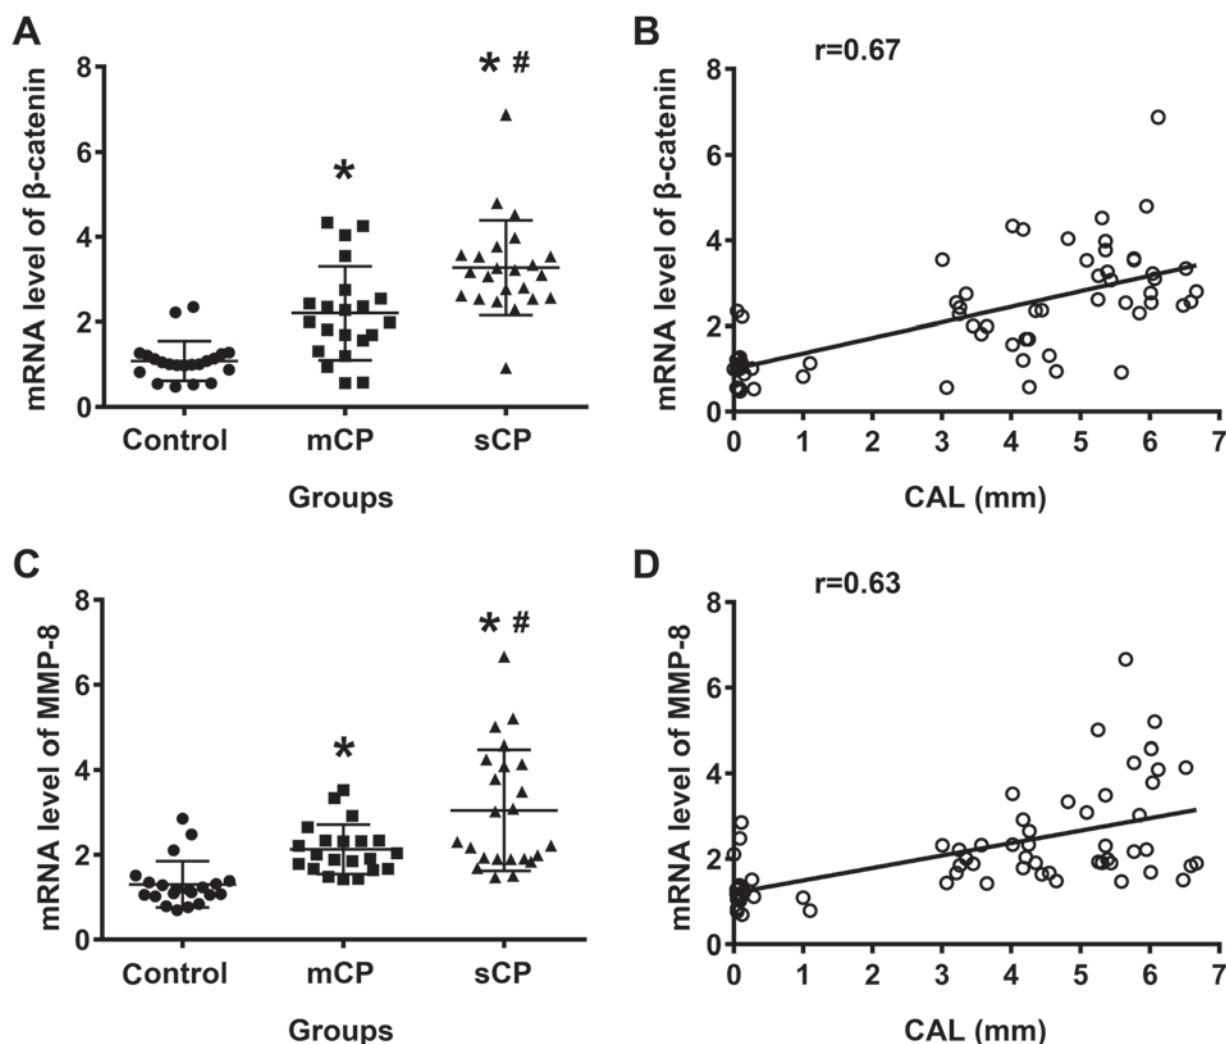 A
mRNA level of β-catenin
8
6
4
2
0
* #
*
Control mCP sCP
Groups
B
r=0.67
mRNA level of β-catenin
8
6
4
2
0
0 1 2 3 4 5 6 7
CAL (mm)
C
mRNA level of MMP-8
8
6
4
2
0
* #
*
Control mCP sCP
Groups
D
r=0.63
mRNA level of MMP-8
8
6
4
2
0
0 1 2 3 4 5 6 7
CAL (mm)